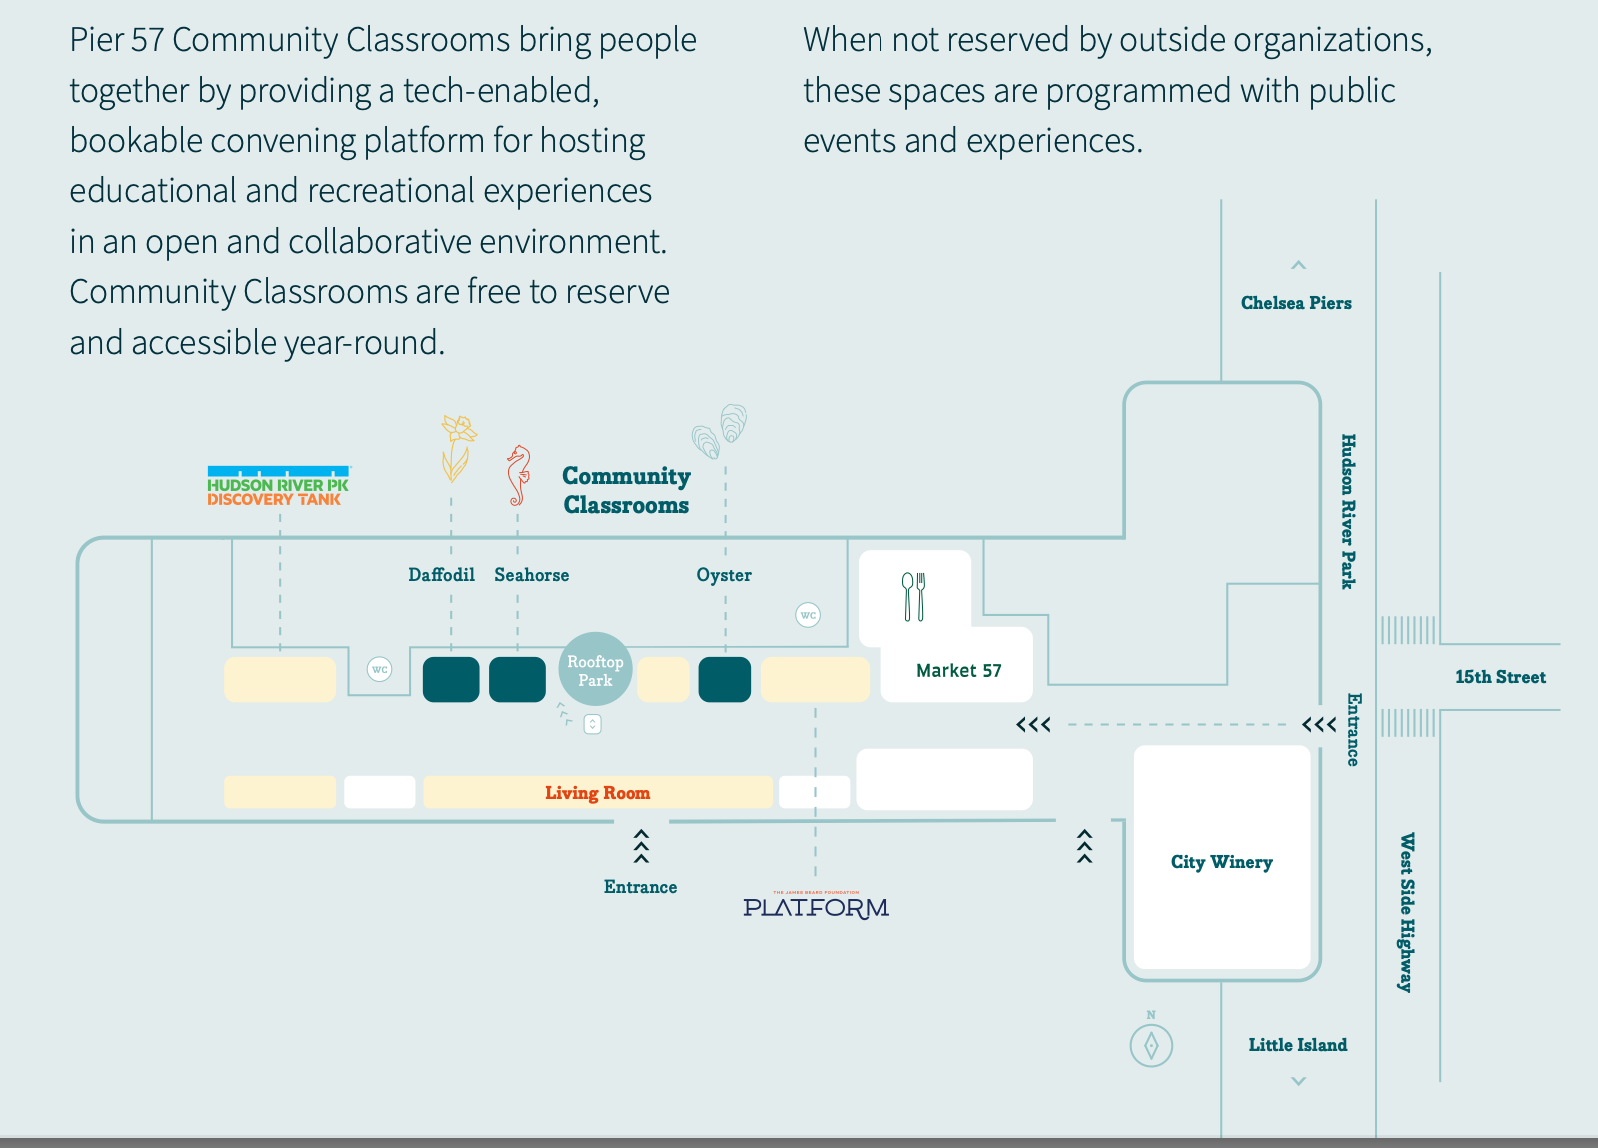 Pier 57 Community Classrooms bring people
together by providing a tech-enabled,
bookable convening platform for hosting
educational and recreational experiences
in an open and collaborative environment.
Community Classrooms are free to reserve
and accessible year-round.
When not reserved by outside organizations,
these spaces are programmed with public
events and experiences.
Chelsea Piers
Hudson River Park
HUDSON RIVER PK
DISCOVERY TANK
Community
Classrooms
Daffodil
Seahorse
Oyster
WC
WC
Rooftop
Park
Market 57
15th Street
Entrance
Living Room
City Winery
West Side Highway
Entrance
THE JAMES BEARD FOUNDATION
PLATFORM
N
Little Island